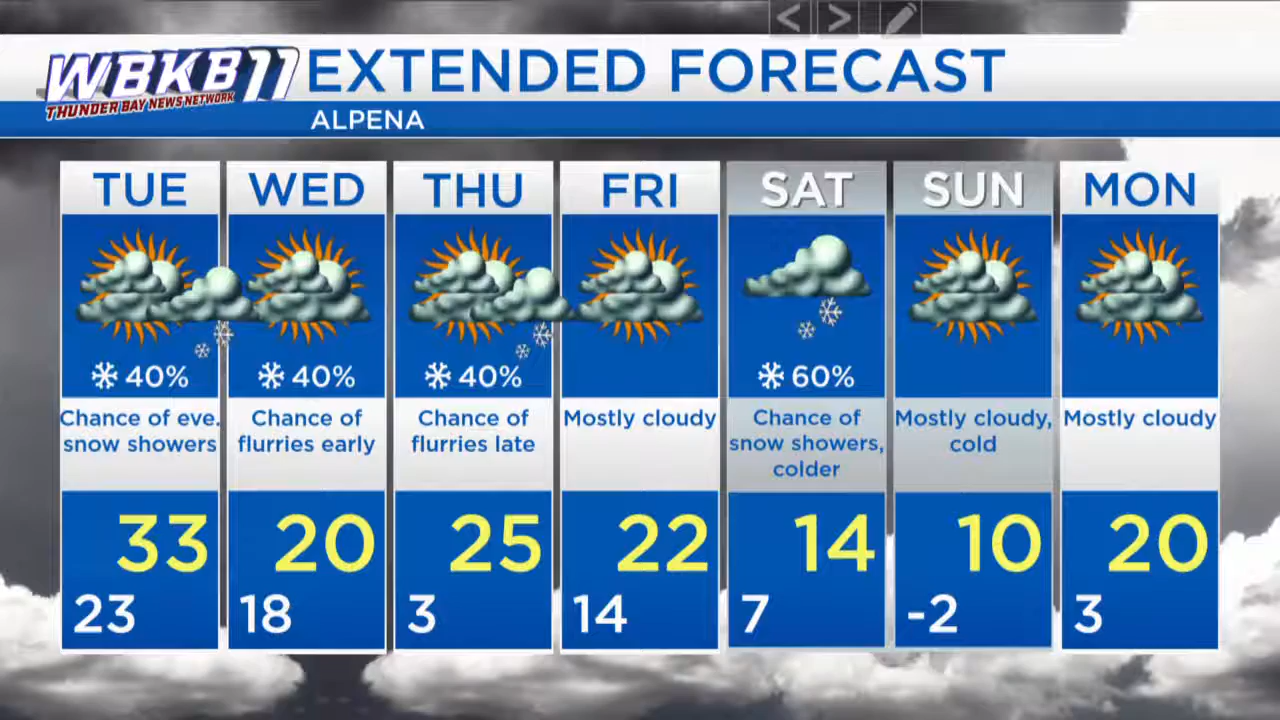 WBKB 11
THUNDER BAY NEWS NETWORK
EXTENDED FORECAST
ALPENA
TUE
40%
Chance of eve.
snow showers
33
23
WED
40%
Chance of
flurries early
20
18
THU
40%
Chance of
flurries late
25
3
FRI
Mostly cloudy
22
14
SAT
60%
Chance of
snow showers,
colder
14
7
SUN
Mostly cloudy,
cold
10
-2
MON
Mostly cloudy
20
3